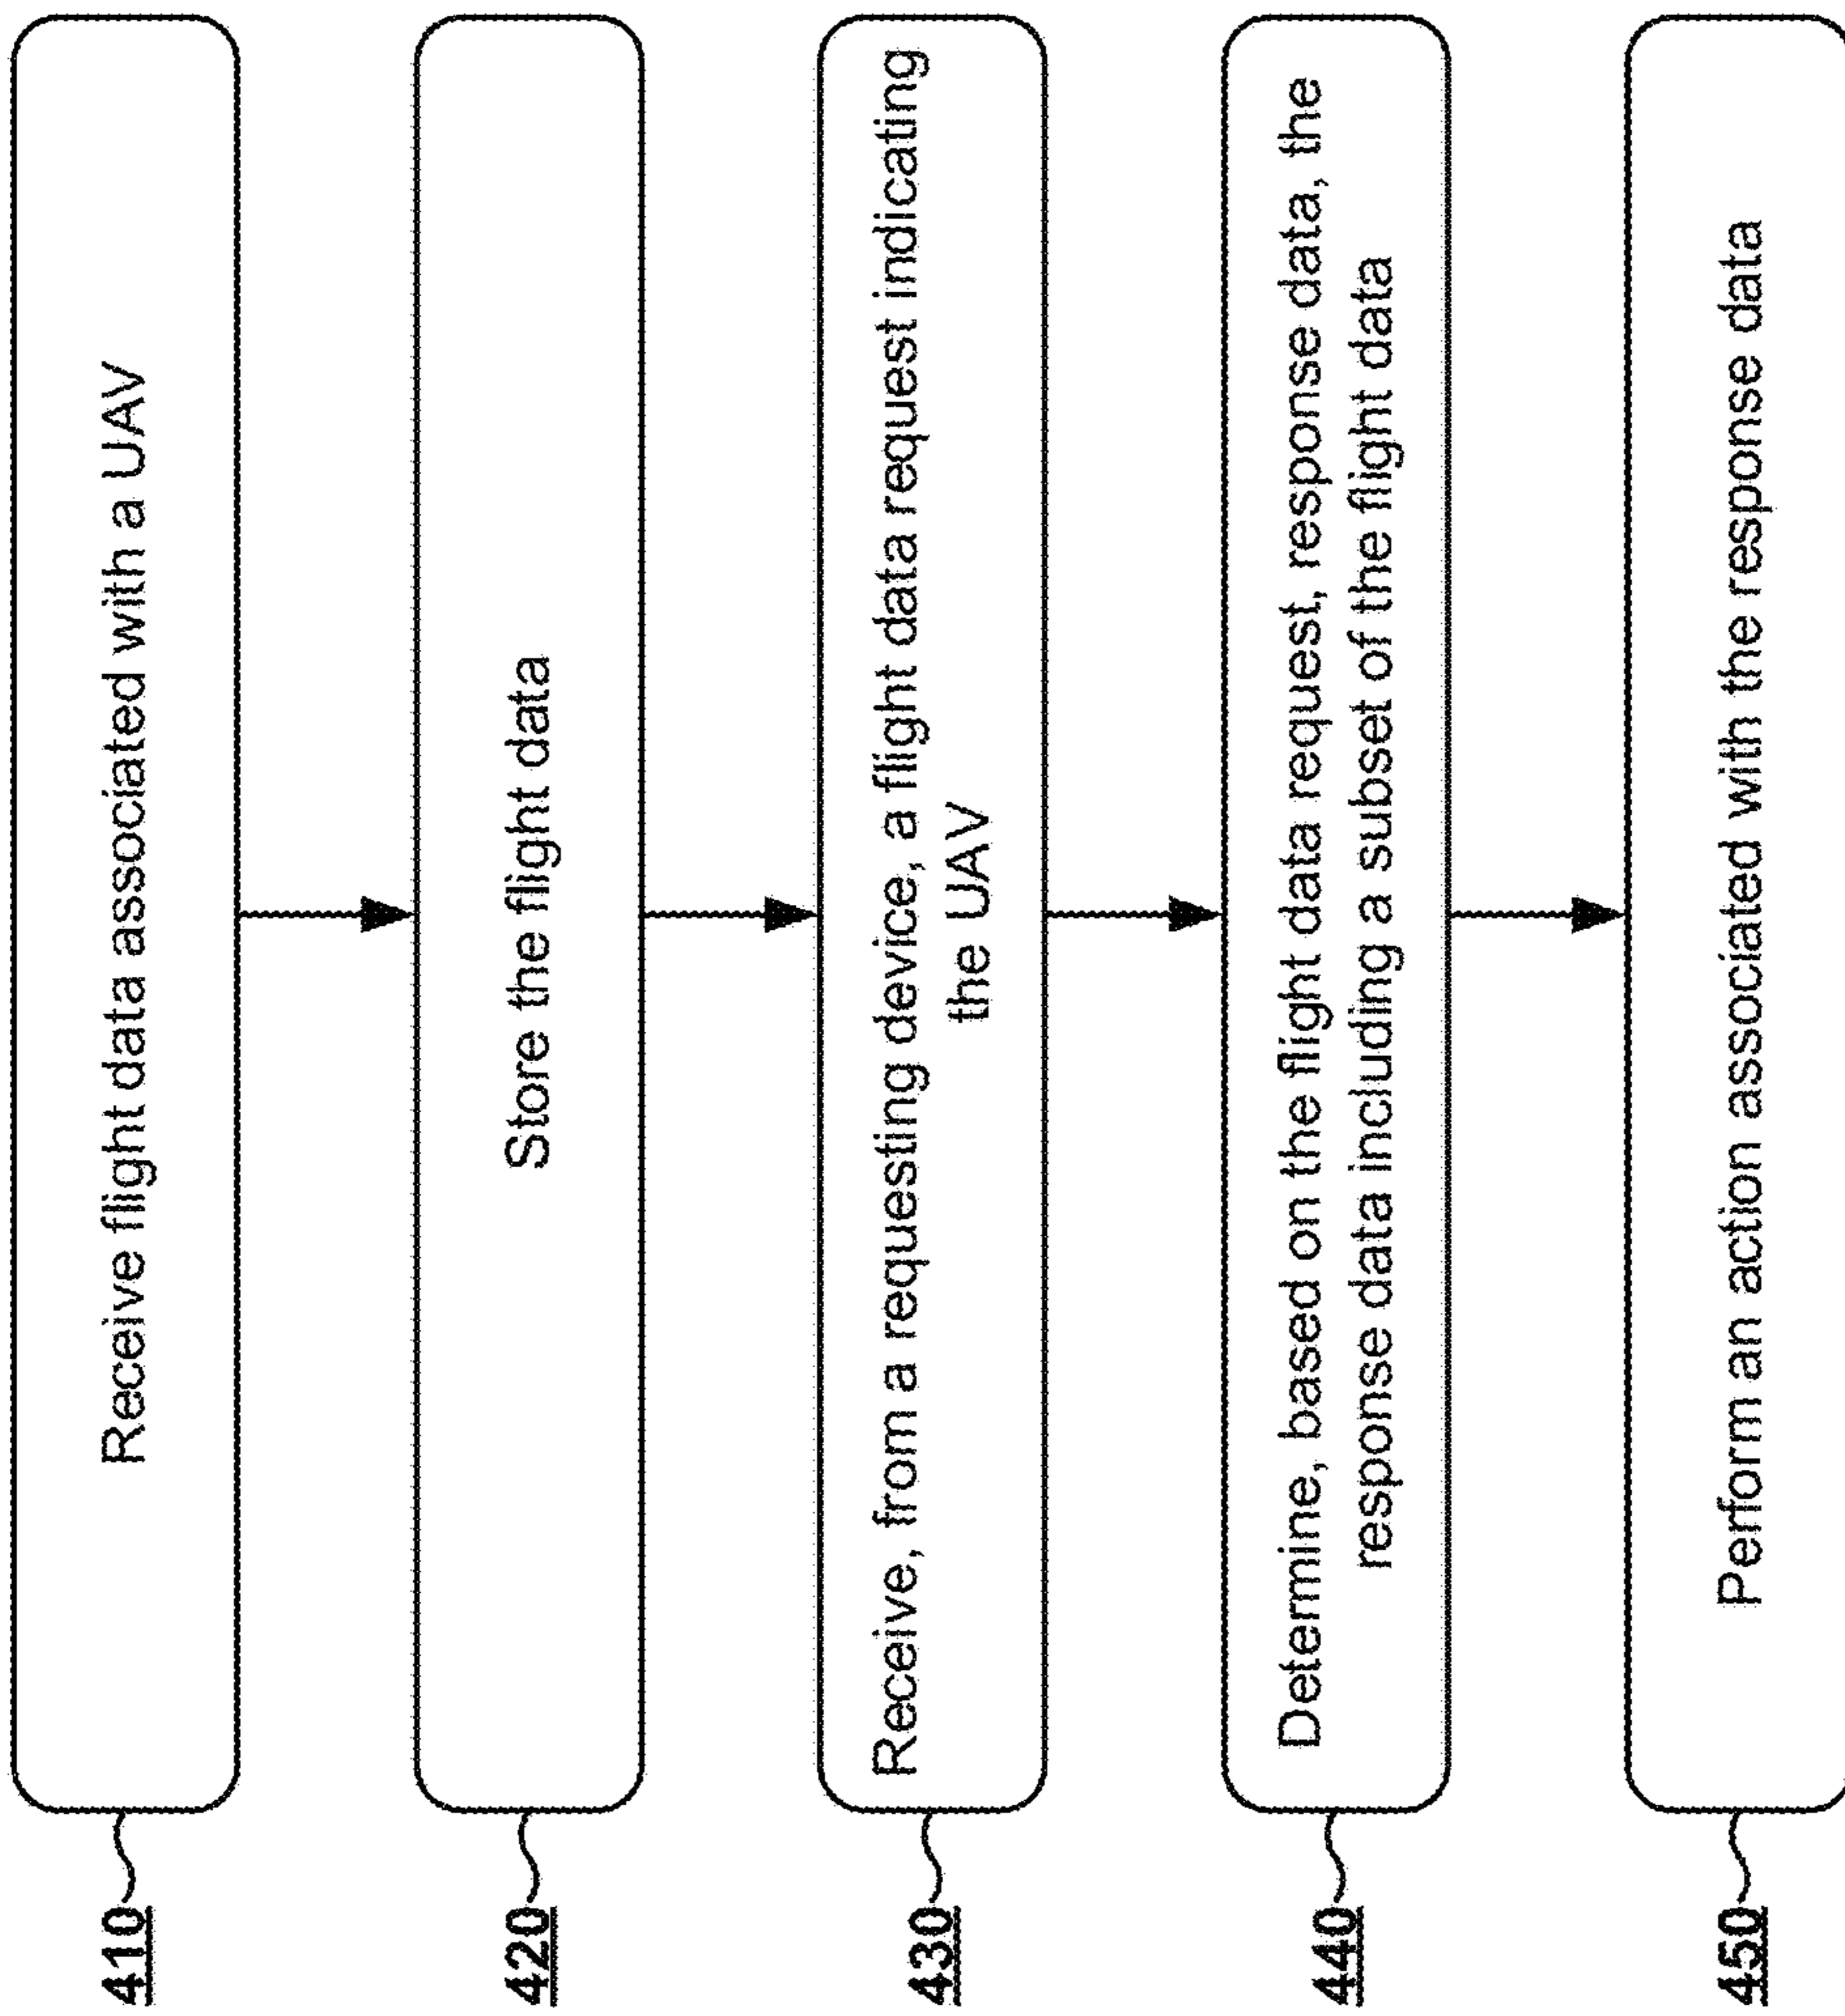 410
Receive flight data associated with a UAV
420
Store the flight data
430
Receive, from a requesting device, a flight data request indicating
the UAV
440
Determine, based on the flight data request, response data, the
response data including a subset of the flight data
450
Perform an action associated with the response data